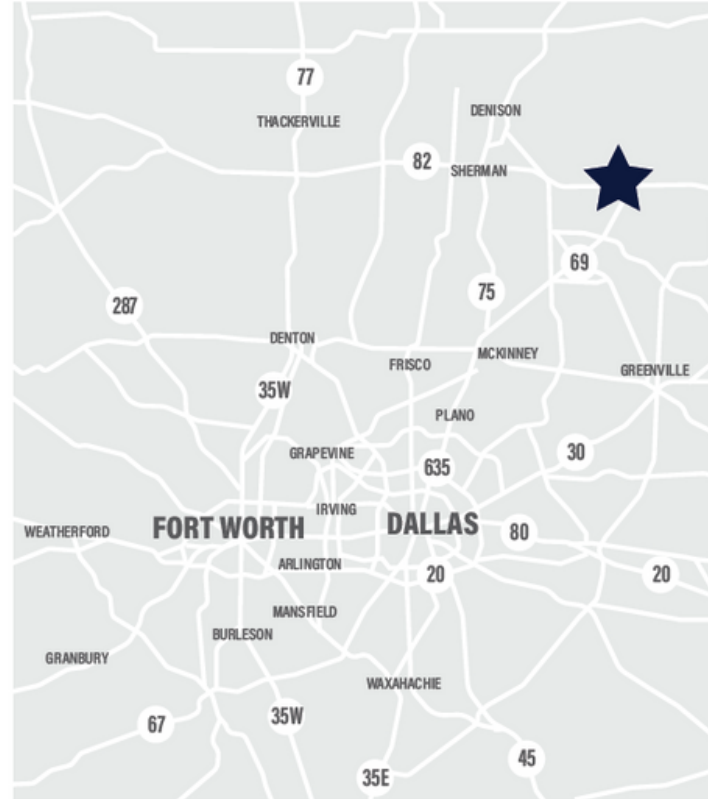 77
THACKERVILLE
DENISON
82
SHERMAN
69
75
287
DENTON
FRISCO
MCKINNEY
GREENVILLE
35W
PLANO
GRAPEVINE
635
30
IRVING
WEATHERFORD
FORT WORTH
DALLAS
80
ARLINGTON
20
20
MANSFIELD
BURLESON
GRANBURY
WAXAHACHIE
67
35W
45
35E